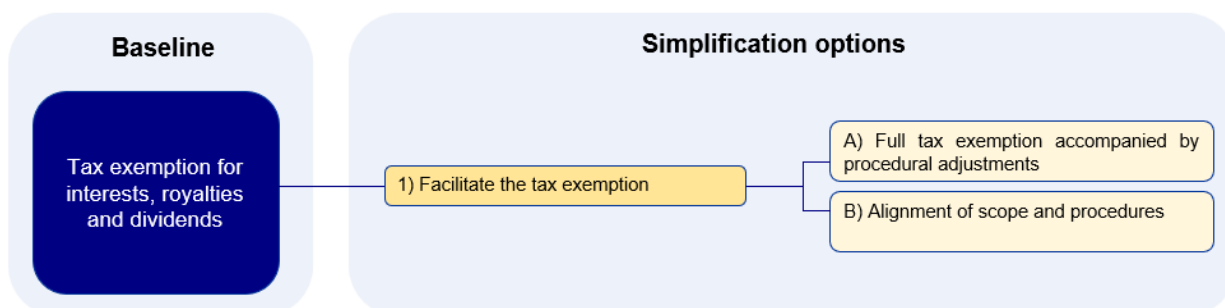 Baseline
Simplification options
Tax exemption for
interests, royalties
and dividends
1) Facilitate the tax exemption
A) Full tax exemption accompanied by
procedural adjustments
B) Alignment of scope and procedures